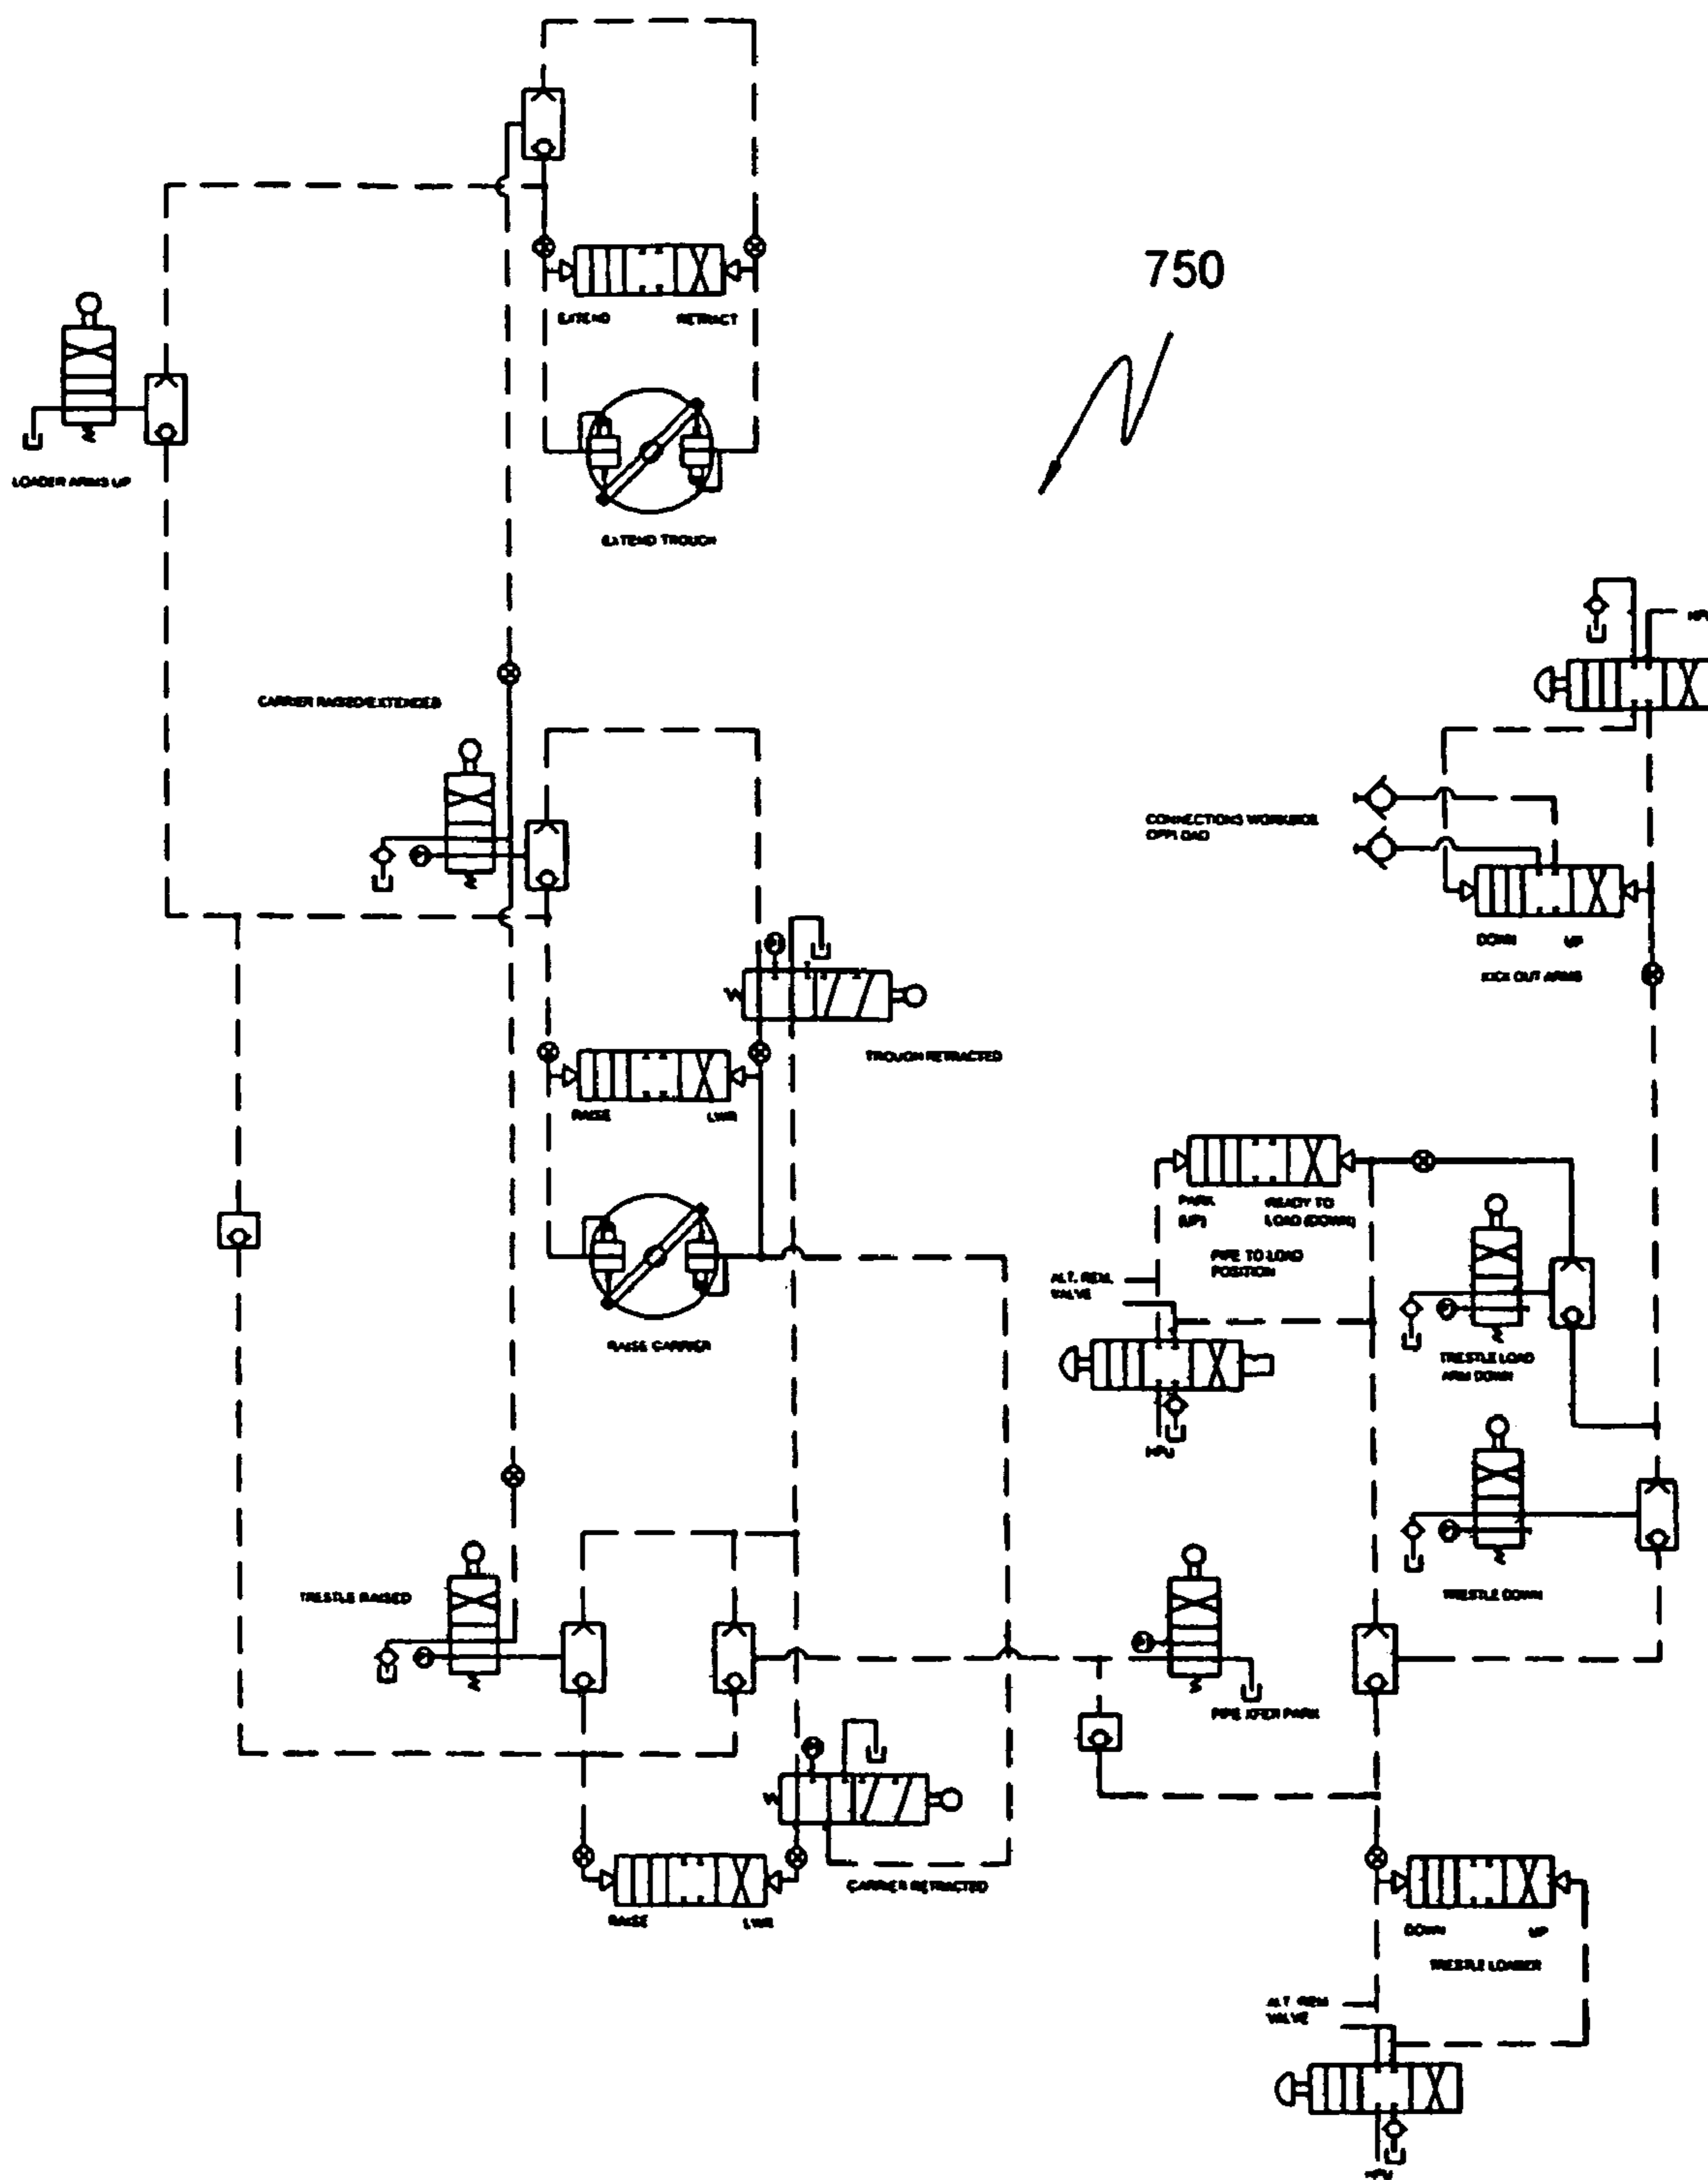 750
EXTEND
RETRACT
LOADER ARMS UP
EXTEND TROUGH
CARRIER RAISED/EXTENDED
CONNECTIONS WORKSIDE
DOWN
UP
KICK OUT ARMS
TROUGH RETRACTED
RAISE
LWR
PARK
(UP)
READY TO
LOAD (DOWN)
PIPE TO LOAD
POSITION
ALT. REM.
VALVE
RAISE CARRIER
TRESTLE LOAD
ARM DOWN
HPU
TRESTLE DOWN
TRESTLE RAISED
PIPE XFER PARK
CARRIER RETRACTED
RAISE
LWR
DOWN
UP
TRESTLE LOADER
ALT. REM.
VALVE
HPU